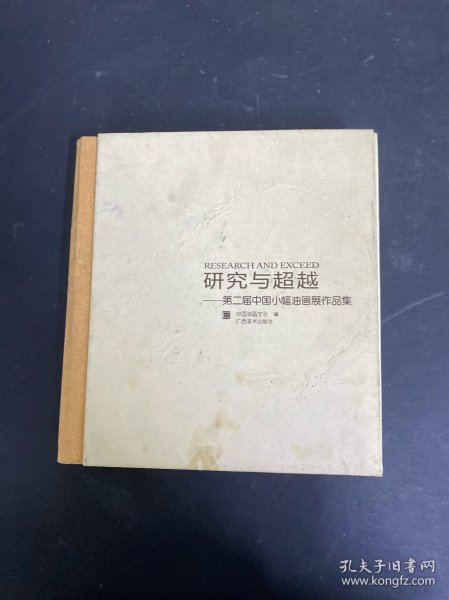 RESEARCH AND EXCEED
研究与超越
——第二届中国小幅油画展作品集
中国油画学会 编
广西美术出版社
孔夫子旧书网
www.kongfz.com